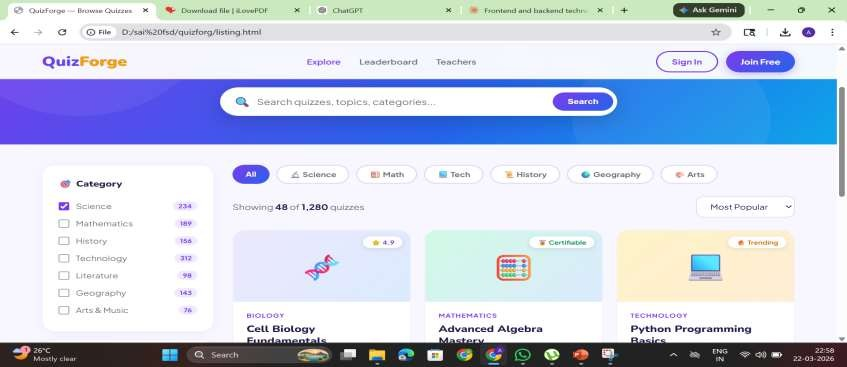 QuizForge — Browse Quizzes
Download file | iLovePDF
ChatGPT
Frontend and backend techn
Ask Gemini
File
D:/sai%20fsd/quizforg/listing.html
A
QuizForge
Explore
Leaderboard
Teachers
Sign In
Join Free
Search quizzes, topics, categories...
Search
Category
Science 234
Mathematics 189
History 156
Technology 312
Literature 98
Geography 143
Arts & Music 76
All
Science
Math
Tech
History
Geography
Arts
Showing 48 of 1,280 quizzes
Most Popular
4.9
BIOLOGY
Cell Biology
Fundamentals
Certifiable
MATHEMATICS
Advanced Algebra
Mastery
Trending
TECHNOLOGY
Python Programming
Basics
1
26°C
Mostly clear
Search
ENG
IN
22:58
22-03-2026